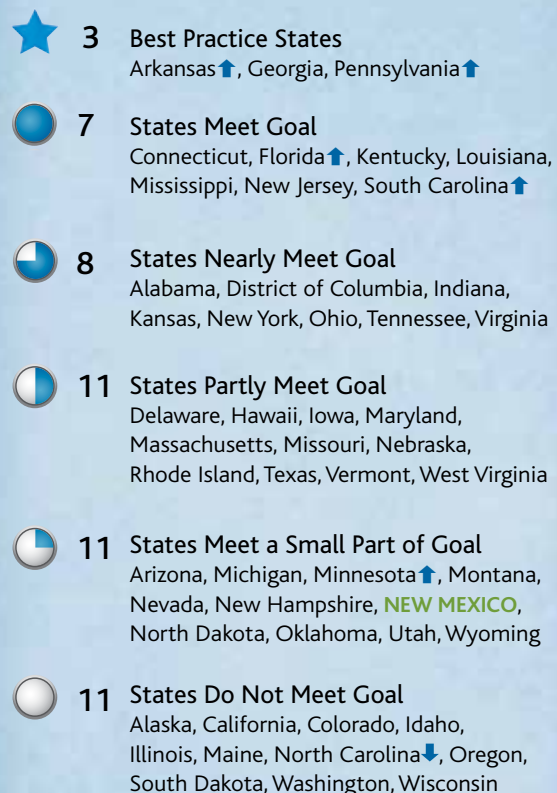 3 Best Practice States
Arkansas⬆, Georgia, Pennsylvania⬆
7 States Meet Goal
Connecticut, Florida⬆, Kentucky, Louisiana,
Mississippi, New Jersey, South Carolina⬆
8 States Nearly Meet Goal
Alabama, District of Columbia, Indiana,
Kansas, New York, Ohio, Tennessee, Virginia
11 States Partly Meet Goal
Delaware, Hawaii, Iowa, Maryland,
Massachusetts, Missouri, Nebraska,
Rhode Island, Texas, Vermont, West Virginia
11 States Meet a Small Part of Goal
Arizona, Michigan, Minnesota⬆, Montana,
Nevada, New Hampshire, NEW MEXICO,
North Dakota, Oklahoma, Utah, Wyoming
11 States Do Not Meet Goal
Alaska, California, Colorado, Idaho,
Illinois, Maine, North Carolina⬇, Oregon,
South Dakota, Washington, Wisconsin